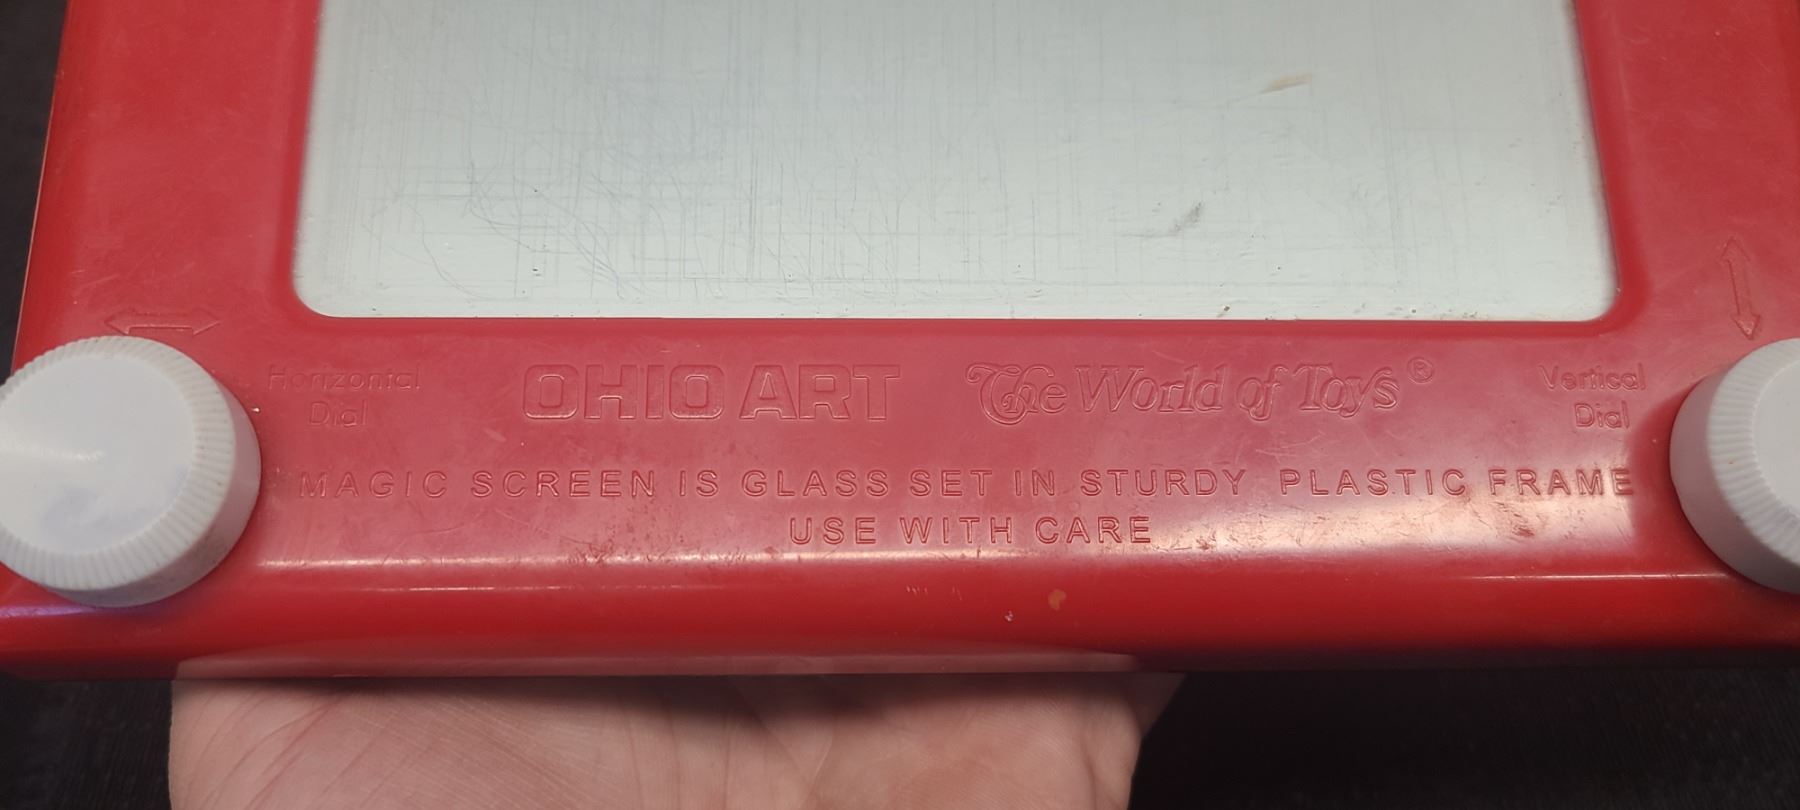 Horizontal
Dial
OHIO ART The World of Toys®
Vertical
Dial
MAGIC SCREEN IS GLASS SET IN STURDY PLASTIC FRAME
USE WITH CARE